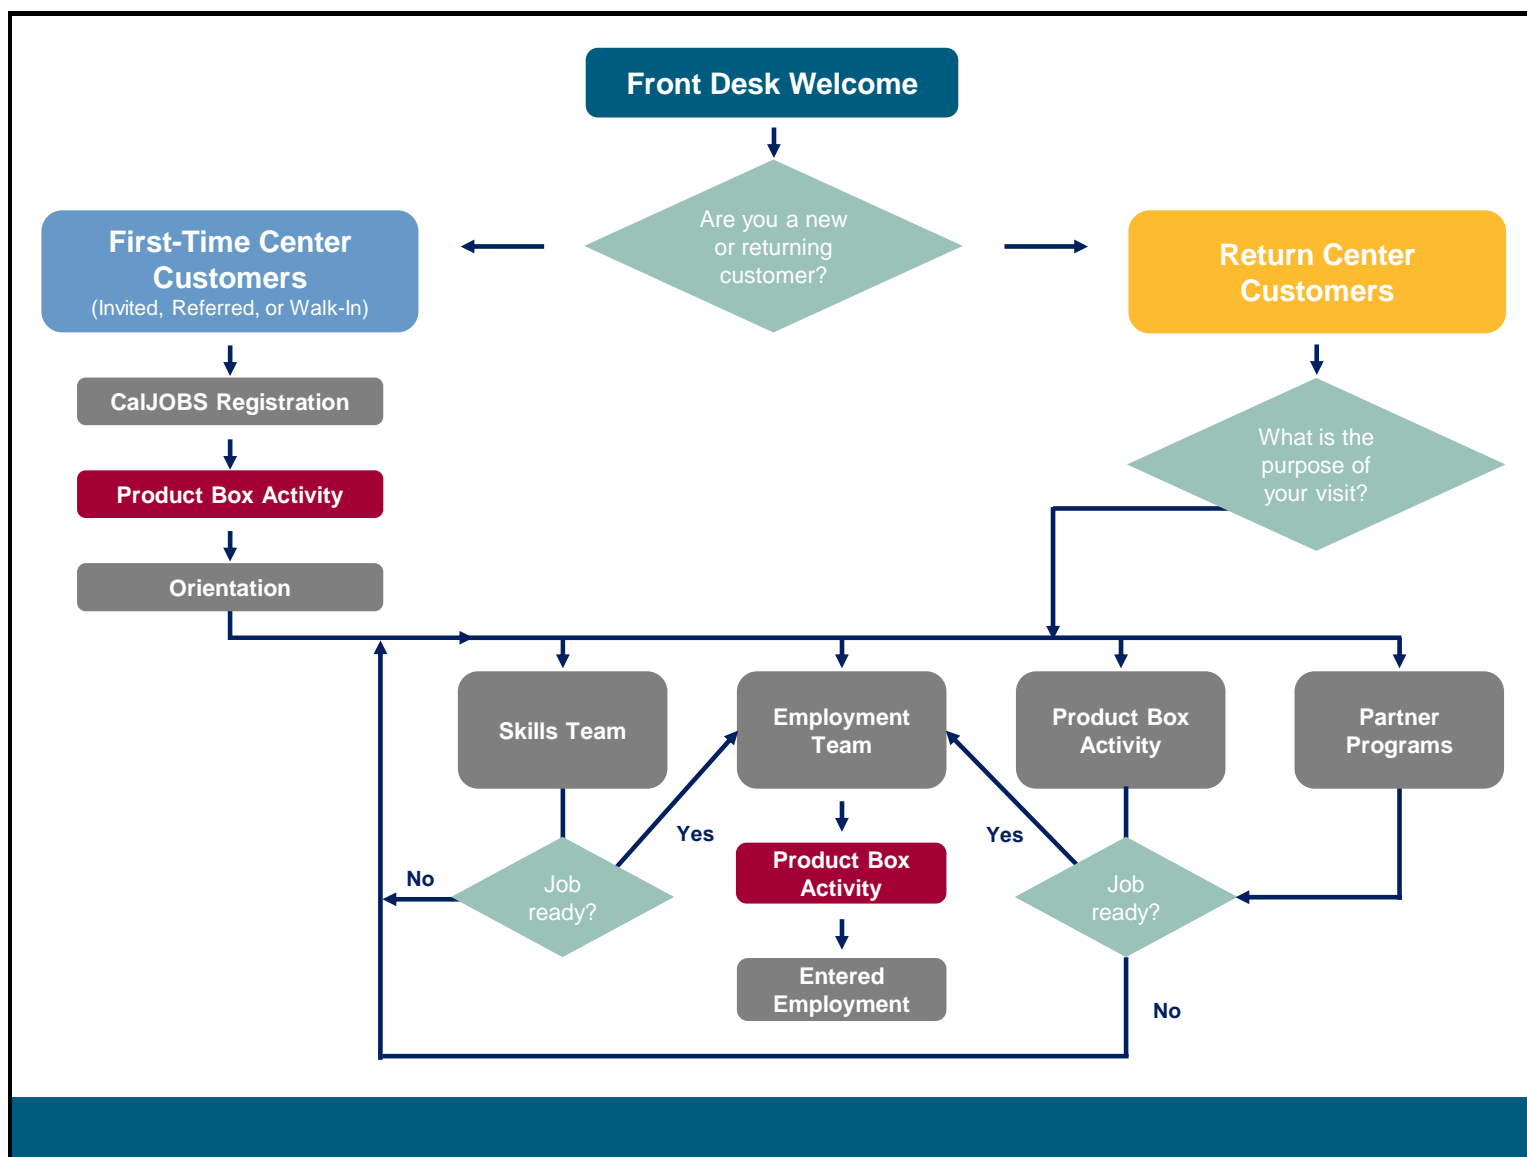 Front Desk Welcome
Are you a new
or returning
customer?
First-Time Center
Customers
(Invited, Referred, or Walk-In)
Return Center
Customers
CalJOBS Registration
Product Box Activity
Orientation
What is the
purpose of
your visit?
Skills Team
Employment
Team
Product Box
Activity
Partner
Programs
Yes
Yes
No
Job
ready?
Product Box
Activity
Job
ready?
Entered
Employment
No